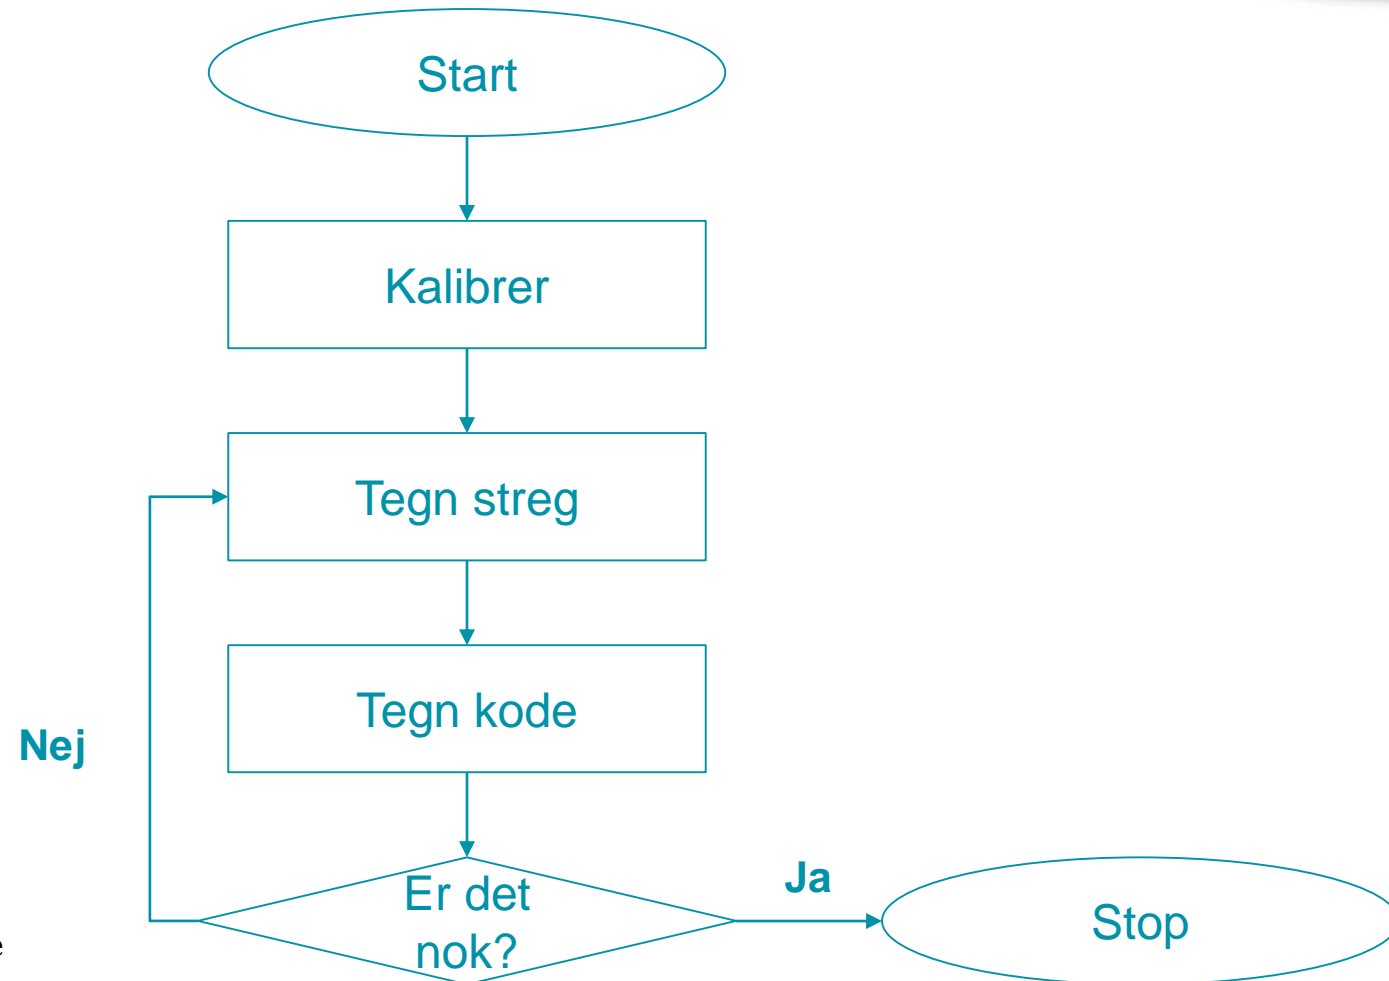 Start
Kalibrer
Tegn streg
Tegn kode
Nej
Er det
nok?
Ja
Stop
e